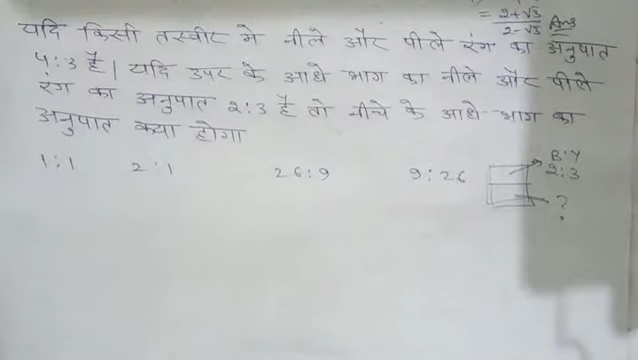 = 2+√3 / 2-√3 Ans
यदि किसी तस्वीर मे नीले और पीले रंग का अनुपात
4:3 है। यदि उपर के आधे भाग का नीले और पीले
रंग का अनुपात 2:3 है तो नीचे के आधे भाग का
अनुपात क्या होगा
1:1 2:1 26:9 9:26
B:Y
2:3
?